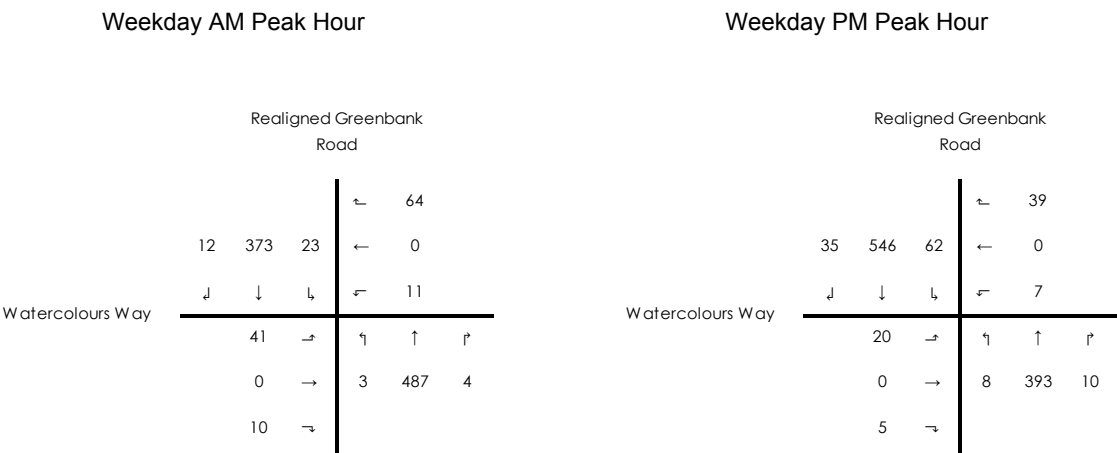 Weekday AM Peak Hour
Realigned Greenbank
Road
↰ 64
12 373 23 ← 0
↲ ↓ ↳ ↰ 11
Watercolours Way
41 ⬏ ↰ ↑ ↱
0 → 3 487 4
10 ⬎
Weekday PM Peak Hour
Realigned Greenbank
Road
⬑ 39
35 546 62 ← 0
↲ ↓ ↳ ⬐ 7
Watercolours Way
20 ⬏ ↰ ↑ ↱
0 → 8 393 10
5 ⬎